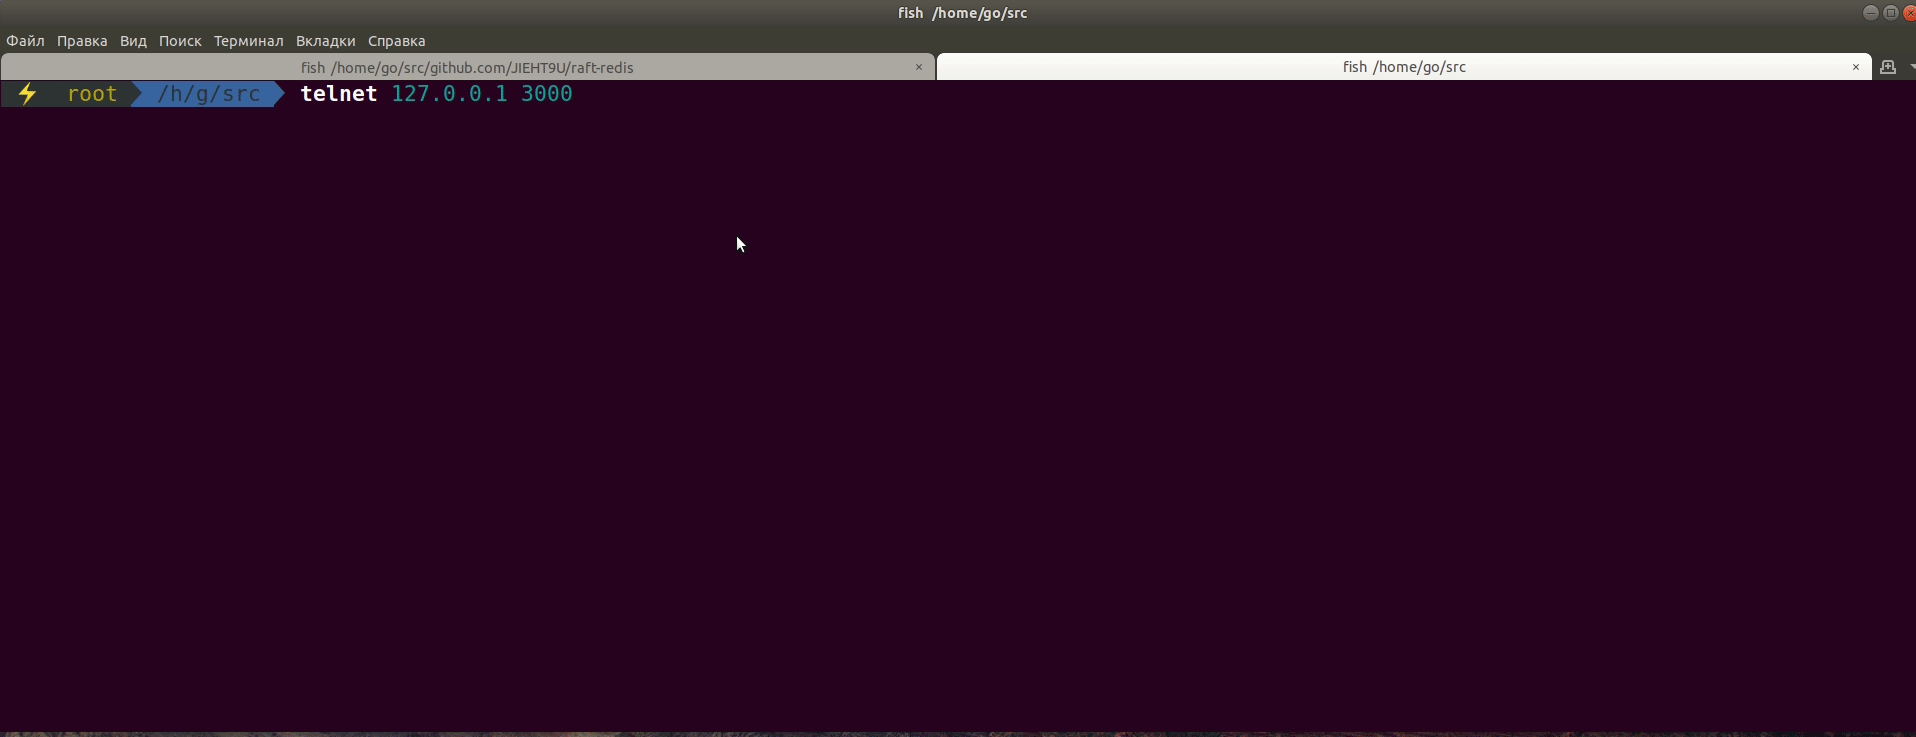 fish /home/go/src
Файл Правка Вид Поиск Терминал Вкладки Справка
fish /home/go/src/github.com/JIEHT9U/raft-redis × fish /home/go/src ×
⚡ root /h/g/src telnet 127.0.0.1 3000